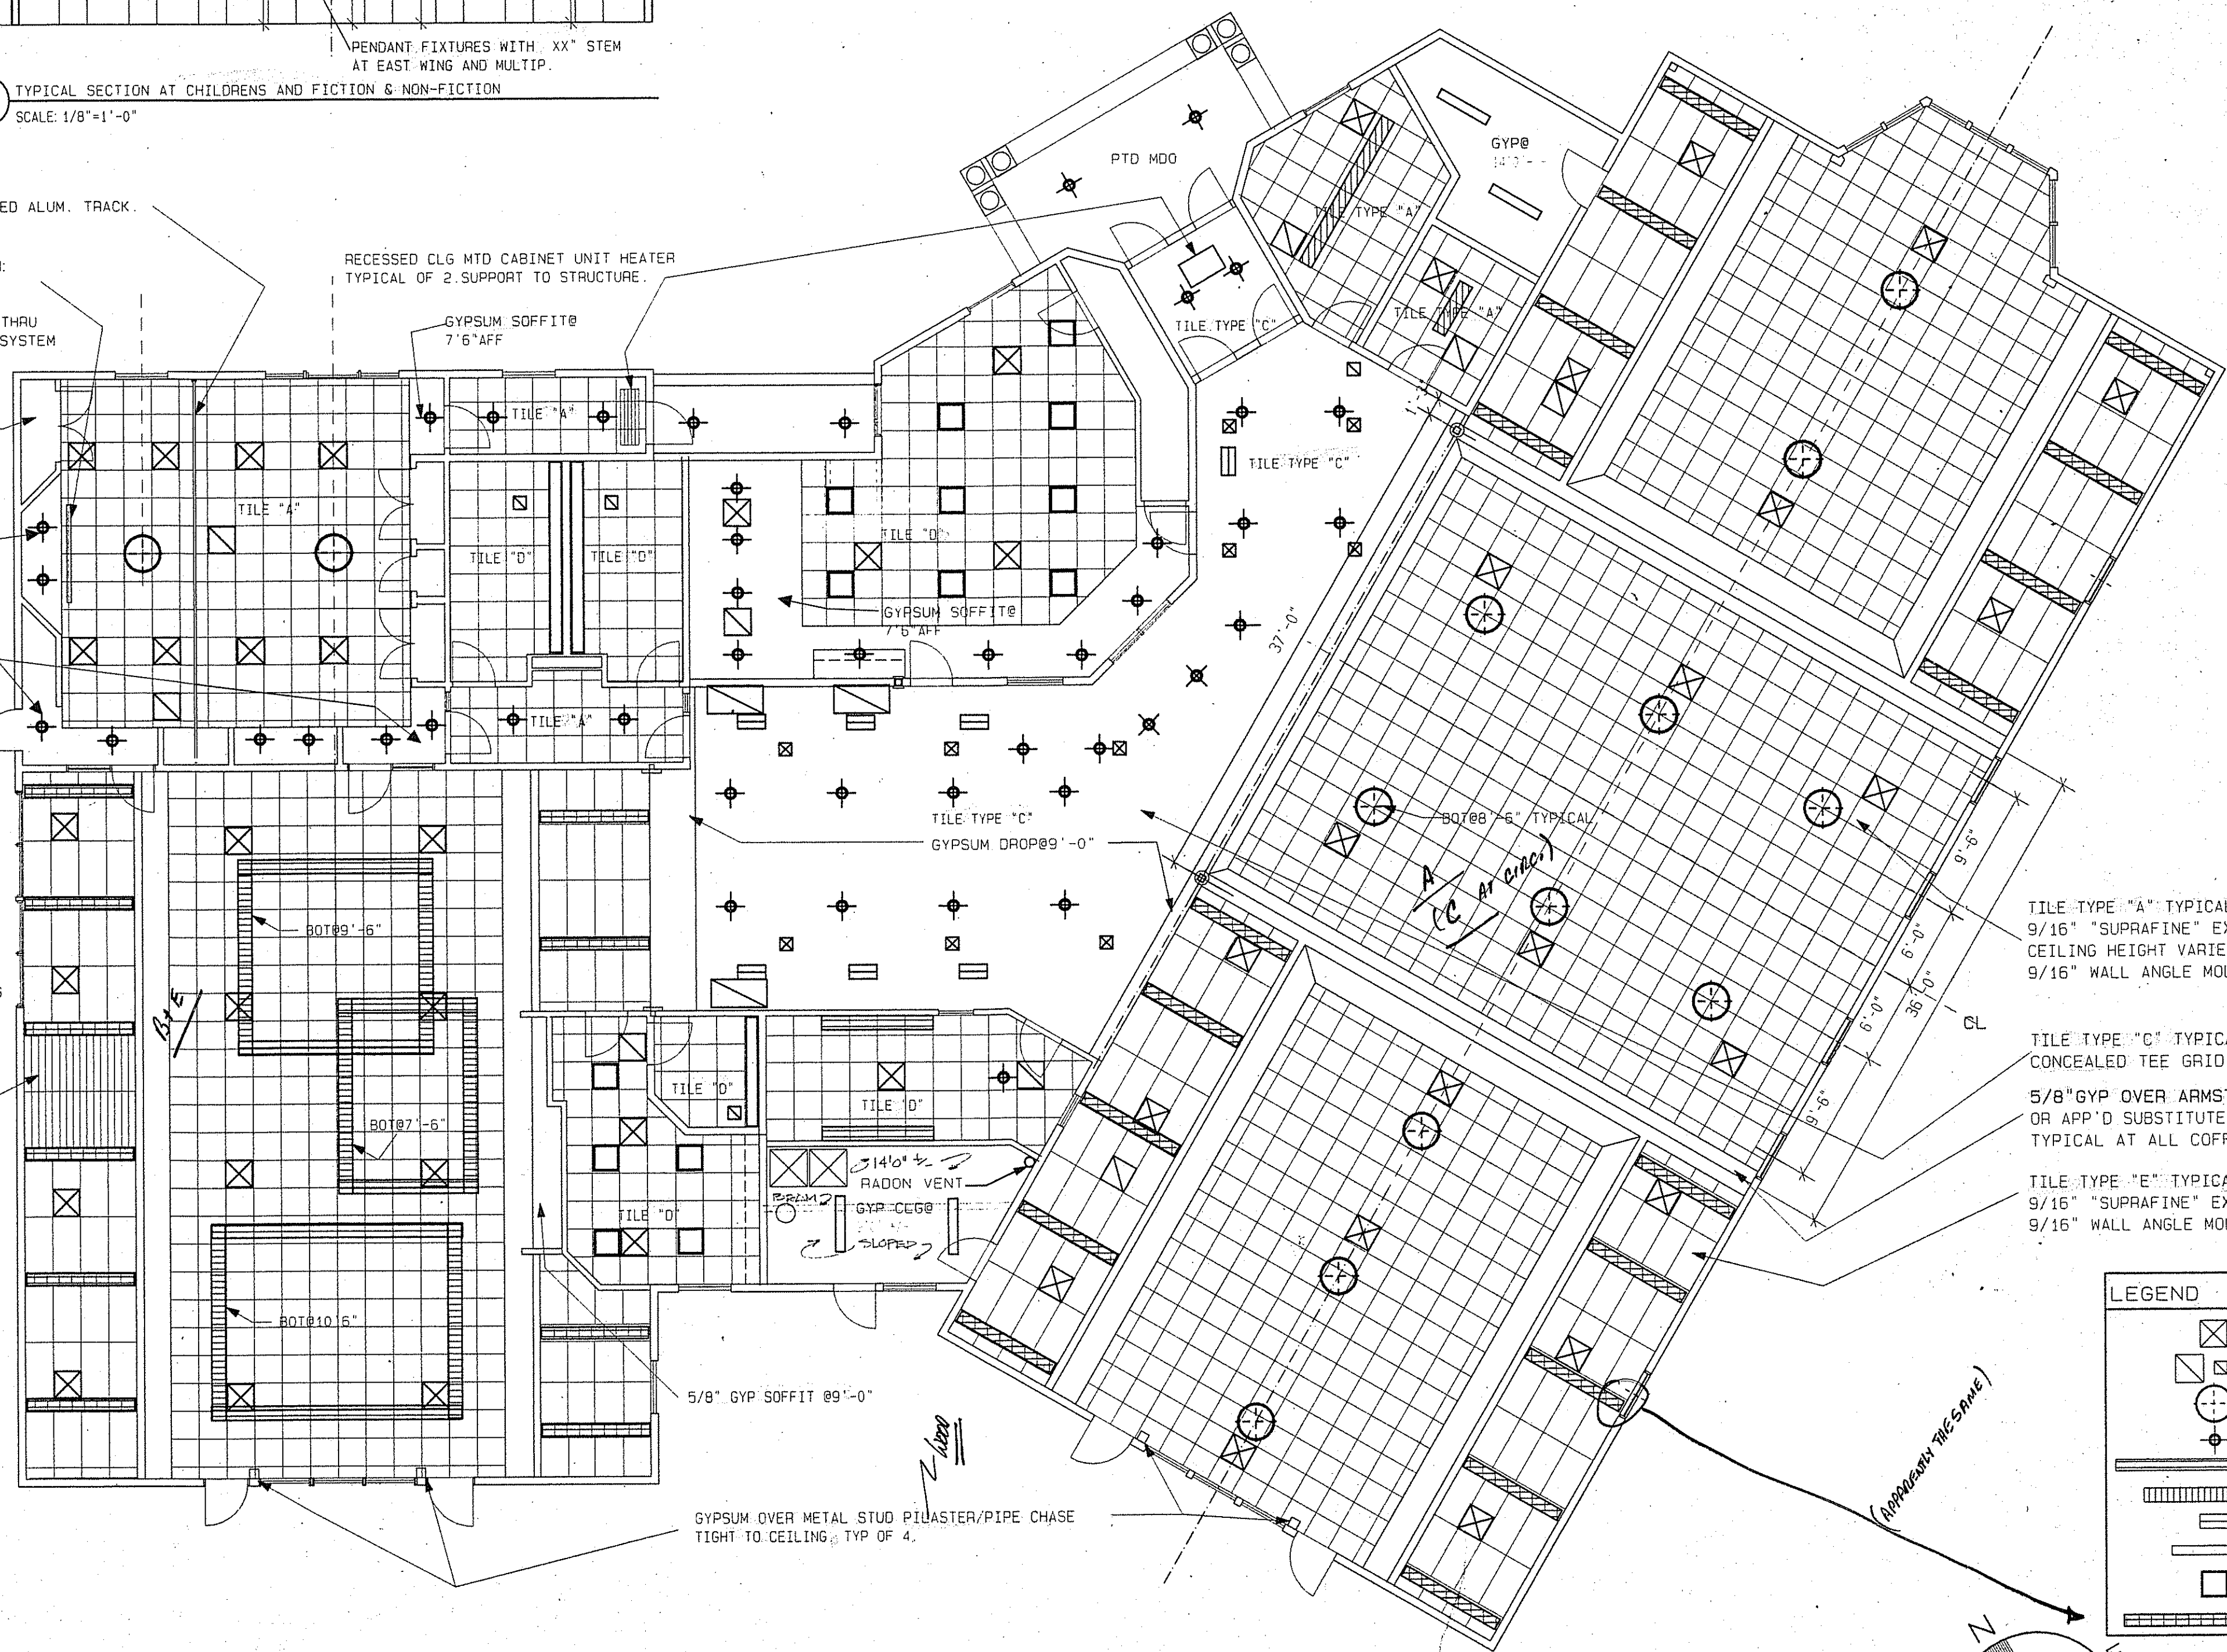 PENDANT FIXTURES WITH XX" STEM
AT EAST WING AND MULTIP.
TYPICAL SECTION AT CHILDRENS AND FICTION & NON-FICTION
SCALE: 1/8"=1'-0"
ED ALUM. TRACK.
THRU
SYSTEM
RECESSED CLG MTD CABINET UNIT HEATER
TYPICAL OF 2.SUPPORT TO STRUCTURE.
GYPSUM SOFFIT@
7'6"AFF
PTD MDO
GYP@
TILE TYPE "A"
TILE TYPE "A"
TILE TYPE "C"
TILE "A"
TILE TYPE "C"
TILE "A"
TILE "D"
TILE "D"
TILE "D"
GYPSUM SOFFIT@
7'6"AFF
37'-0"
TILE "A"
TILE TYPE "C"
GYPSUM DROP@9'-0"
BOT@8'-6" TYPICAL
A
(C AT CIRC.)
BOT@9'-6"
B+E
BOT@7'-6"
BOT@10'6"
TILE "D"
TILE "D"
TILE "D"
14'0" +/-
RADON VENT
BEAM
GYP CLG@
SLOPED
9'-6"
6'-0"
36'-0"
6'-0"
CL
9'-6"
TILE TYPE "A" TYPICAL
9/16" "SUPRAFINE" EX
CEILING HEIGHT VARIE
9/16" WALL ANGLE MOL
TILE TYPE "C" TYPICA
CONCEALED TEE GRID
5/8"GYP OVER ARMS
OR APP'D SUBSTITUTE
TYPICAL AT ALL COFF
TILE TYPE "E" TYPICA
9/16" "SUPRAFINE" EX
9/16" WALL ANGLE MOL
LEGEND
5/8" GYP SOFFIT @9'-0"
WOOD
GYPSUM OVER METAL STUD PILASTER/PIPE CHASE
TIGHT TO CEILING, TYP OF 4.
(APPARENTLY THE SAME)
N